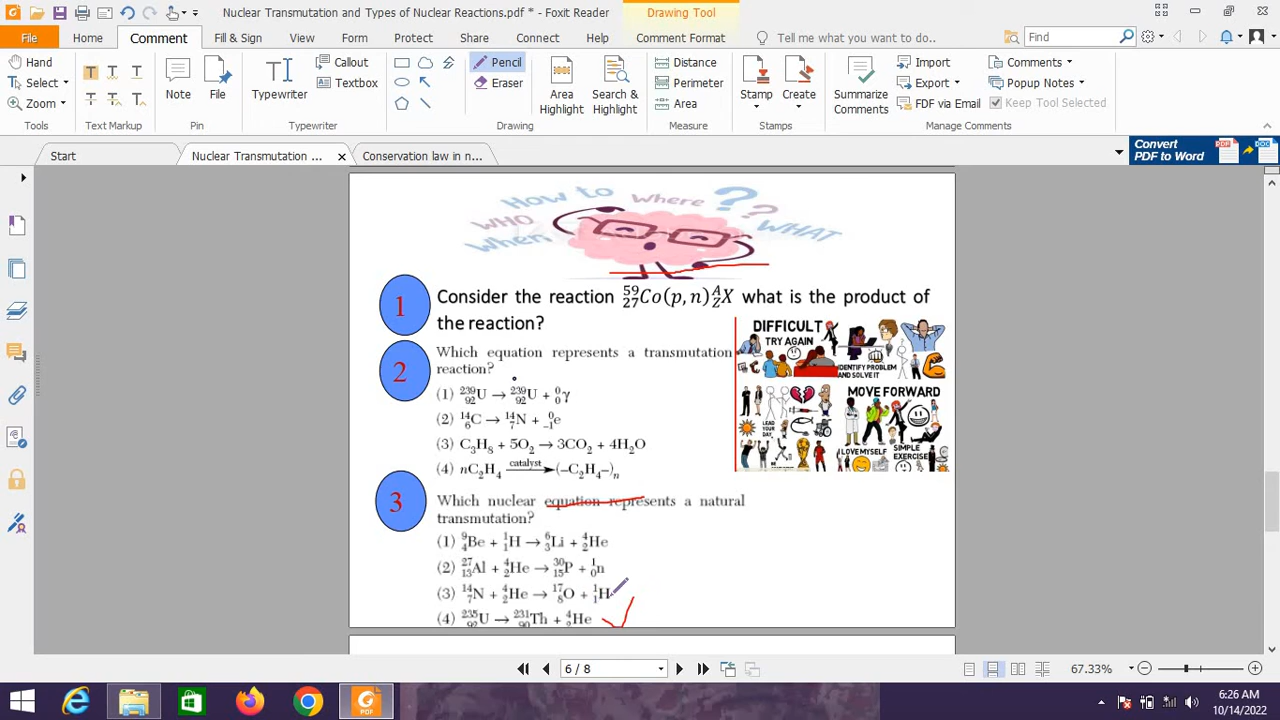 Nuclear Transmutation and Types of Nuclear Reactions.pdf * - Foxit Reader
Drawing Tool
File Home Comment Fill & Sign View Form Protect Share Connect Help Comment Format Tell me what you want to do.. Find
Hand
Select
Zoom
Tools
T T T
T T T
Text Markup
Note
File
Pin
Typewriter
Callout
Textbox
Typewriter
Pencil
Eraser
Drawing
Area Highlight
Search & Highlight
Distance
Perimeter
Area
Measure
Stamp
Create
Stamps
Summarize Comments
Import
Export
FDF via Email
Comments
Popup Notes
Keep Tool Selected
Manage Comments
Start
Nuclear Transmutation ...
Conservation law in n...
Convert PDF to Word
PDF
DOC
How to Where ? ? ?
WHO WHAT
When
1
Consider the reaction ⁵⁹₂₇Co(p, n)ᴬ_ZX what is the product of
the reaction?
2
Which equation represents a transmutation
reaction?
(1) ²³⁹₉₂U → ²³⁹₉₂U + ⁰₀γ
(2) ¹⁴₆C → ¹⁴₇N + ⁰₋₁e
(3) C₃H₈ + 5O₂ → 3CO₂ + 4H₂O
(4) nC₂H₄ catalyst→ (–C₂H₄–)ₙ
DIFFICULT
TRY AGAIN
IDENTIFY PROBLEM
AND SOLVE IT
MOVE FORWARD
LEAD YOUR DAY
I LOVE MYSELF
SIMPLE EXERCISE
3
Which nuclear equation represents a natural
transmutation?
(1) ⁹₄Be + ¹₁H → ⁶₃Li + ⁴₂He
(2) ²⁷₁₃Al + ⁴₂He → ³⁰₁₅P + ¹₀n
(3) ¹⁴₇N + ⁴₂He → ¹⁷₈O + ¹₁H
(4) ²³⁵₉₂U → ²³¹₉₀Th + ⁴₂He
6 / 8
67.33%
PDF
6:26 AM
10/14/2022